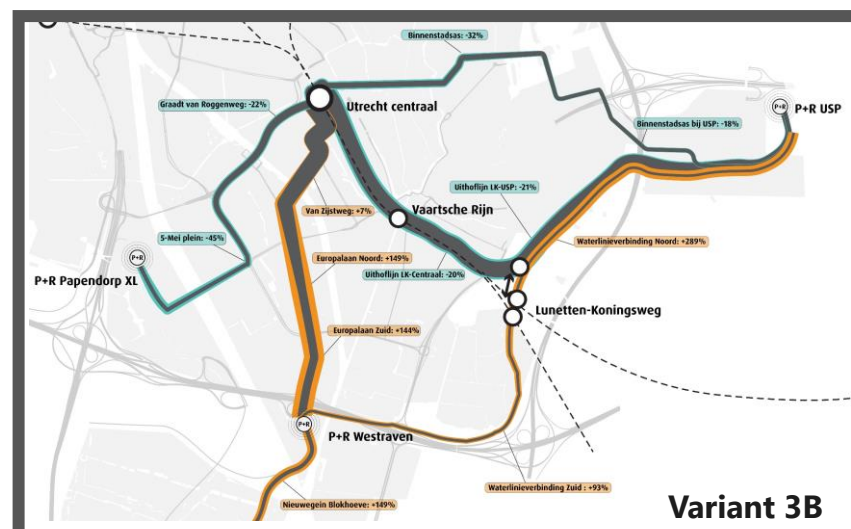 Binnenstadsas: -32%
Graadt van Roggenweg: -22%
Utrecht centraal
P+R
P+R USP
Binnenstadsas bij USP: -18%
Uithoflijn LK-USP: -21%
Van Zijstweg: +7%
Vaartsche Rijn
5-Mei plein: -45%
Waterlinieverbinding Noord: +289%
Europalaan Noord: +149%
P+R
P+R Papendorp XL
Uithoflijn LK-Centraal: -20%
Lunetten-Koningsweg
Europalaan Zuid: +144%
P+R
P+R Westraven
Waterlinieverbinding Zuid : +93%
Nieuwegein Blokhoeve: +149%
Variant 3B